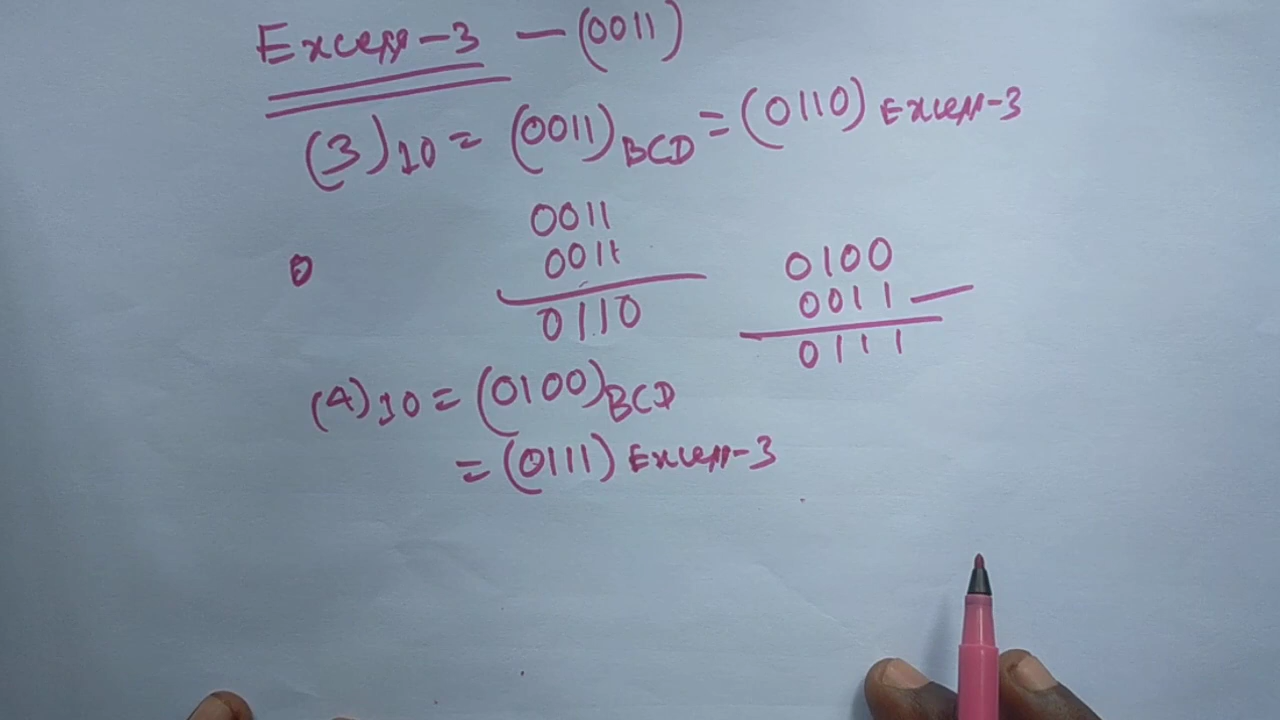 Excess-3 - (0011)
(3)10 = (0011)BCD = (0110) Excess-3
0011
0011
0110
0100
0011
0111
(4)10 = (0100)BCD
= (0111) Excess-3